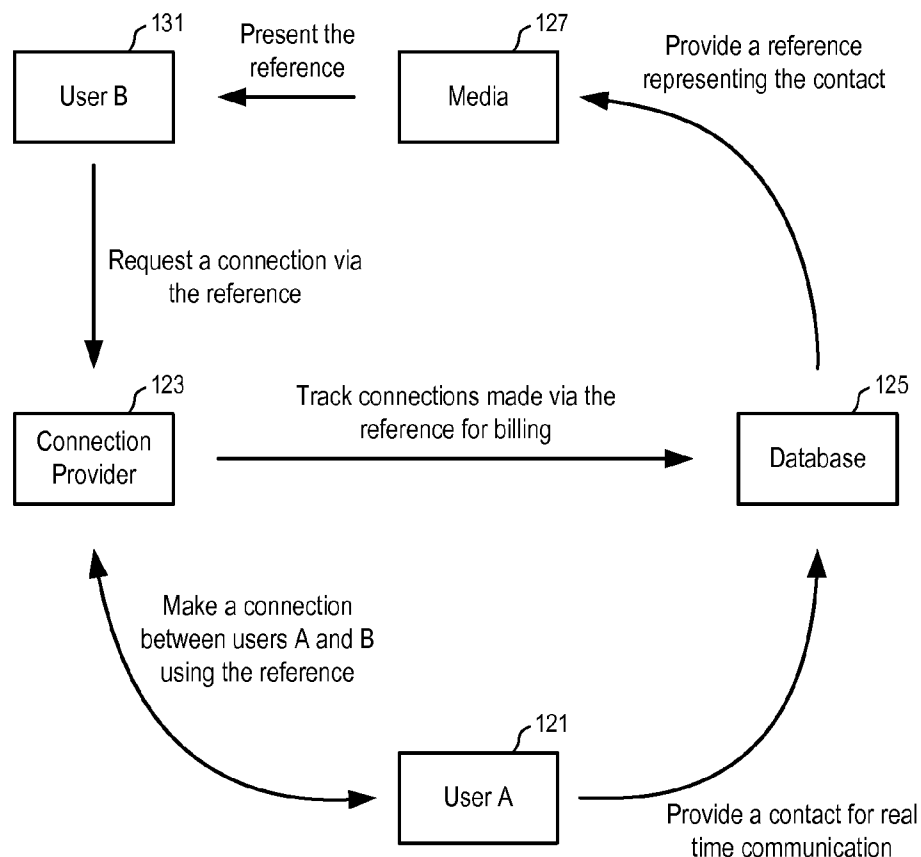 131
User B
Present the
reference
127
Media
Provide a reference
representing the contact
Request a connection via
the reference
123
Connection
Provider
Track connections made via the
reference for billing
125
Database
Make a connection
between users A and B
using the reference
121
User A
Provide a contact for real
time communication